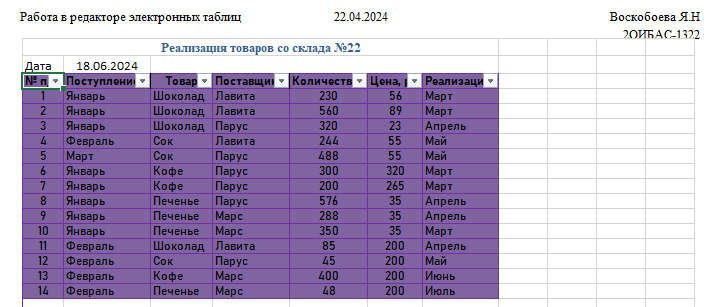 Работа в редакторе электронных таблиц 22.04.2024 Воскобоева Я.Н
2ОИБАС-1322
Реализация товаров со склада №22
Дата 18.06.2024
№ п Поступлени Товар Поставщик Количеств Цена, р Реализаци
1 Январь Шоколад Лавита 230 56 Март
2 Январь Шоколад Лавита 560 89 Март
3 Январь Шоколад Парус 320 23 Апрель
4 Февраль Сок Лавита 244 55 Май
5 Март Сок Парус 488 55 Май
6 Январь Кофе Парус 300 320 Март
7 Январь Кофе Парус 200 265 Март
8 Январь Печенье Парус 576 35 Апрель
9 Январь Печенье Марс 288 35 Апрель
10 Январь Печенье Марс 350 35 Март
11 Февраль Шоколад Лавита 85 200 Апрель
12 Февраль Сок Парус 45 200 Май
13 Февраль Кофе Марс 400 200 Июнь
14 Февраль Печенье Марс 48 200 Июль